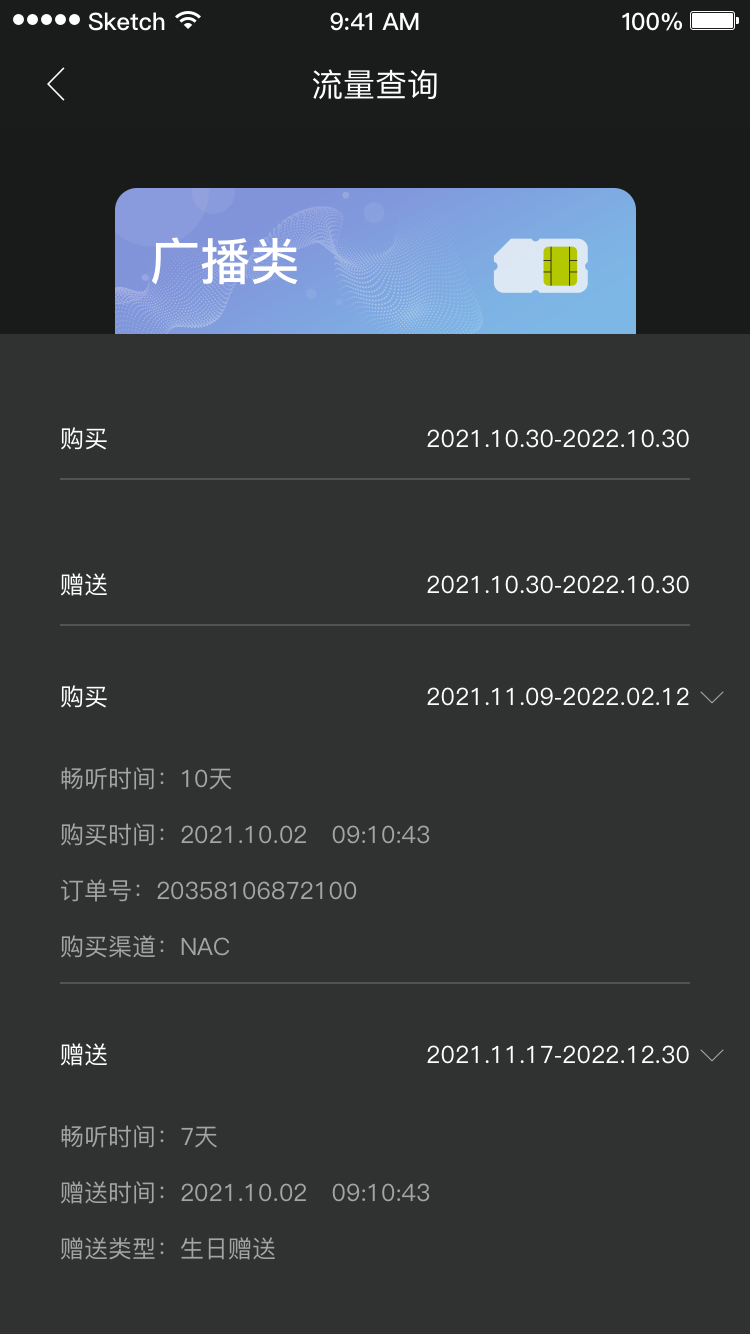 Sketch 9:41 AM 100%
流量查询
广播类
购买 2021.10.30-2022.10.30
赠送 2021.10.30-2022.10.30
购买 2021.11.09-2022.02.12
畅听时间：10天
购买时间：2021.10.02 09:10:43
订单号：20358106872100
购买渠道：NAC
赠送 2021.11.17-2022.12.30
畅听时间：7天
赠送时间：2021.10.02 09:10:43
赠送类型：生日赠送